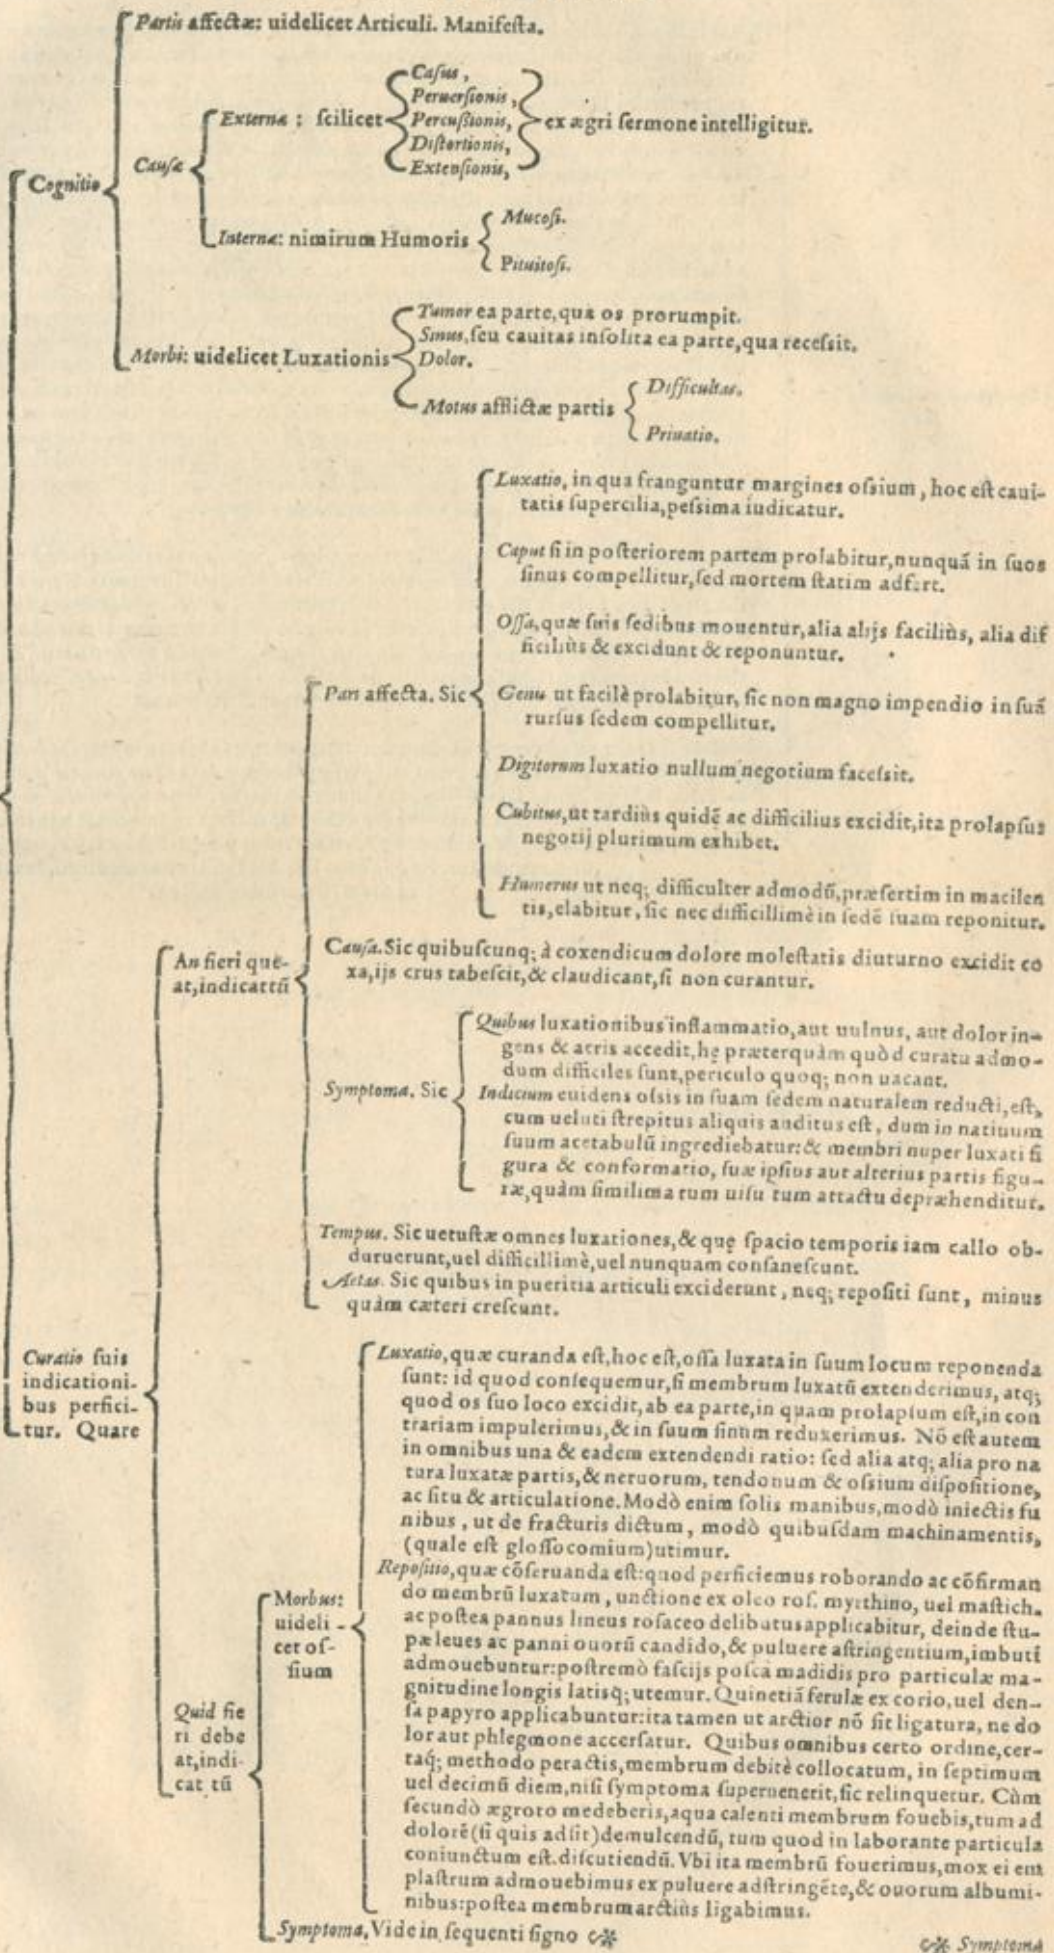 Partis affectæ: uidelicet Articuli. Manifeſta.
Caſus,
Peruerſionis,
Externæ: ſcilicet Percuſsionis, ex ægri ſermone intelligitur.
Diſtortionis,
Cauſæ
Extenſionis,
Cognitio
Mucoſi.
Internæ: nimirum Humoris
Pituitoſi.
Tumor ea parte, qua os prorumpit.
Sinus, ſeu cauitas inſolita ea parte, qua receſsit.
Morbi: uidelicet Luxationis Dolor.
Difficultas.
Motus afflictæ partis
Priuatio.
Luxatio, in qua franguntur margines oſsium, hoc eſt caui-
tatis ſupercilia, peſsima iudicatur.
Caput ſi in poſteriorem partem prolabitur, nunquã in ſuos
ſinus compellitur, ſed mortem ſtatim adfert.
Oſſa, quæ ſuis ſedibus mouentur, alia alijs faciliùs, alia dif
ficiliùs & excidunt & reponuntur.
Pars affecta. Sic Genu ut facilè prolabitur, ſic non magno impendio in ſuã
rurſus ſedem compellitur.
Digitorum luxatio nullum negotium faceſsit.
Cubitus, ut tardiùs quidẽ ac difficilius excidit, ita prolapſus
negotij plurimum exhibet.
Humerus ut neq; difficulter admodũ, præſertim in macilen
tis, elabitur, ſic nec difficillimè in ſedẽ ſuam reponitur.
An fieri que-
at, indicat tũ
Cauſa. Sic quibuſcunq; à coxendicum dolore moleſtatis diuturno excidit co
xa, ijs crus tabeſcit, & claudicant, ſi non curantur.
Quibus luxationibus inflammatio, aut uulnus, aut dolor in-
gens & acris accedit, hę præterquàm quòd curatu admo-
dum difficiles ſunt, periculo quoq; non uacant.
Symptoma. Sic Indicium euidens oſsis in ſuam ſedem naturalem reducti, eſt,
cum ueluti ſtrepitus aliquis auditus eſt, dum in natiuum
ſuum acetabulũ ingrediebatur: & membri nuper luxati fi
gura & conformatio, ſuæ ipſius aut alterius partis figu-
ræ, quàm ſimilima tum uiſu tum attactu depræhenditur.
Tempus. Sic uetuſtæ omnes luxationes, & quę ſpacio temporis iam callo ob-
duruerunt, uel difficillimè, uel nunquam conſaneſcunt.
Aetas. Sic quibus in pueritia articuli exciderunt, neq; repoſiti ſunt, minus
quàm cæteri creſcunt.
Curatio ſuis
indicationi-
bus perfici-
tur. Quare
Luxatio, quæ curanda eſt, hoc eſt, oſſa luxata in ſuum locum reponenda
ſunt: id quod conſequemur, ſi membrum luxatũ extenderimus, atq;
quod os ſuo loco excidit, ab ea parte, in quam prolapſum eſt, in con
trariam impulerimus, & in ſuum ſinum reduxerimus. Nõ eſt autem
in omnibus una & eadem extendendi ratio: ſed alia atq; alia pro na
tura luxatæ partis, & neruorum, tendonum & oſsium diſpoſitione,
ac ſitu & articulatione. Modò enim ſolis manibus, modò iniectis fu
nibus, ut de fracturis dictum, modò quibuſdam machinamentis,
(quale eſt gloſſocomium) utimur.
Morbus:
uideli-
cet oſ-
ſium
Repoſitio, quæ cõſeruanda eſt: quod perficiemus roborando ac cõfirman
do membrũ luxatum, unctione ex oleo roſ. myrthino, uel maſtich.
ac poſtea pannus lineus roſaceo delibatus applicabitur, deinde ſtu-
pæ leues ac panni ouorũ candido, & puluere aſtringentium, imbuti
admouebuntur: poſtremò faſcijs poſca madidis pro particulæ ma-
gnitudine longis latisq; utemur. Quinetiã ferulæ ex corio, uel den-
ſa papyro applicabuntur: ita tamen ut arctior nõ ſit ligatura, ne do
lor aut phlegmone accerſatur. Quibus omnibus certo ordine, cer-
taq; methodo peractis, membrum debitè collocatum, in ſeptimum
uel decimũ diem, niſi ſymptoma ſuperuenerit, ſic relinquetur. Cùm
ſecundò ægroto medeberis, aqua calenti membrum fouebis, tum ad
dolorẽ (ſi quis adſit) demulcendũ, tum quod in laborante particula
coniunctum eſt, diſcutiendũ. Vbi ita membrũ fouerimus, mox ei em
plaſtrum admouebimus ex puluere adſtringẽte, & ouorum albumi-
nibus: poſtea membrum arctiùs ligabimus.
Quid fie
ri debe
at, indi-
cat tũ
Symptoma. Vide in ſequenti ſigno
Symptoma